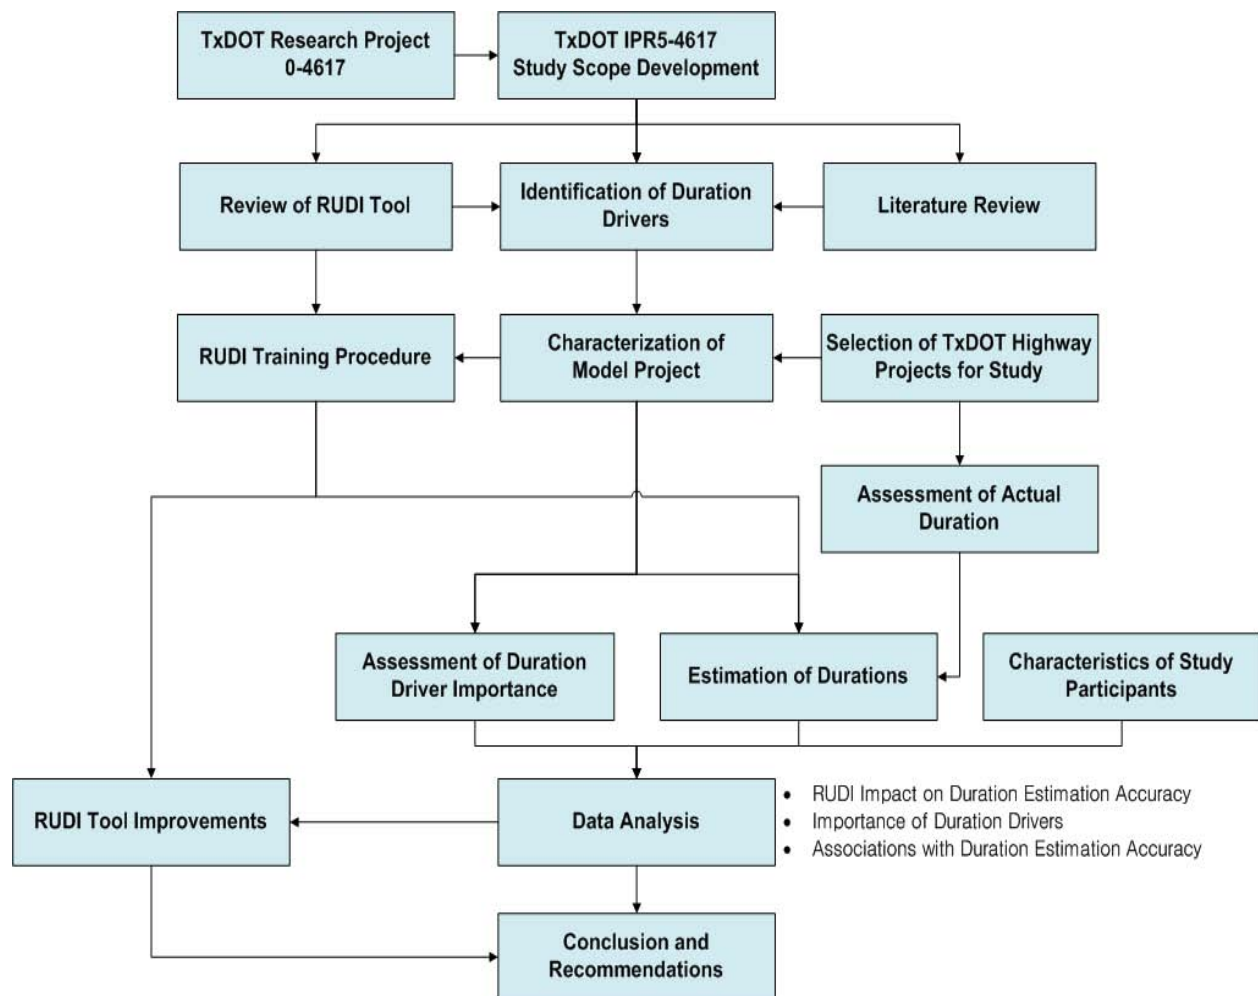 TxDOT Research Project
0-4617
TxDOT IPR5-4617
Study Scope Development
Review of RUDI Tool
Identification of Duration
Drivers
Literature Review
RUDI Training Procedure
Characterization of
Model Project
Selection of TxDOT Highway
Projects for Study
Assessment of Actual
Duration
Assessment of Duration
Driver Importance
Estimation of Durations
Characteristics of Study
Participants
RUDI Tool Improvements
Data Analysis
• RUDI Impact on Duration Estimation Accuracy
• Importance of Duration Drivers
• Associations with Duration Estimation Accuracy
Conclusion and
Recommendations